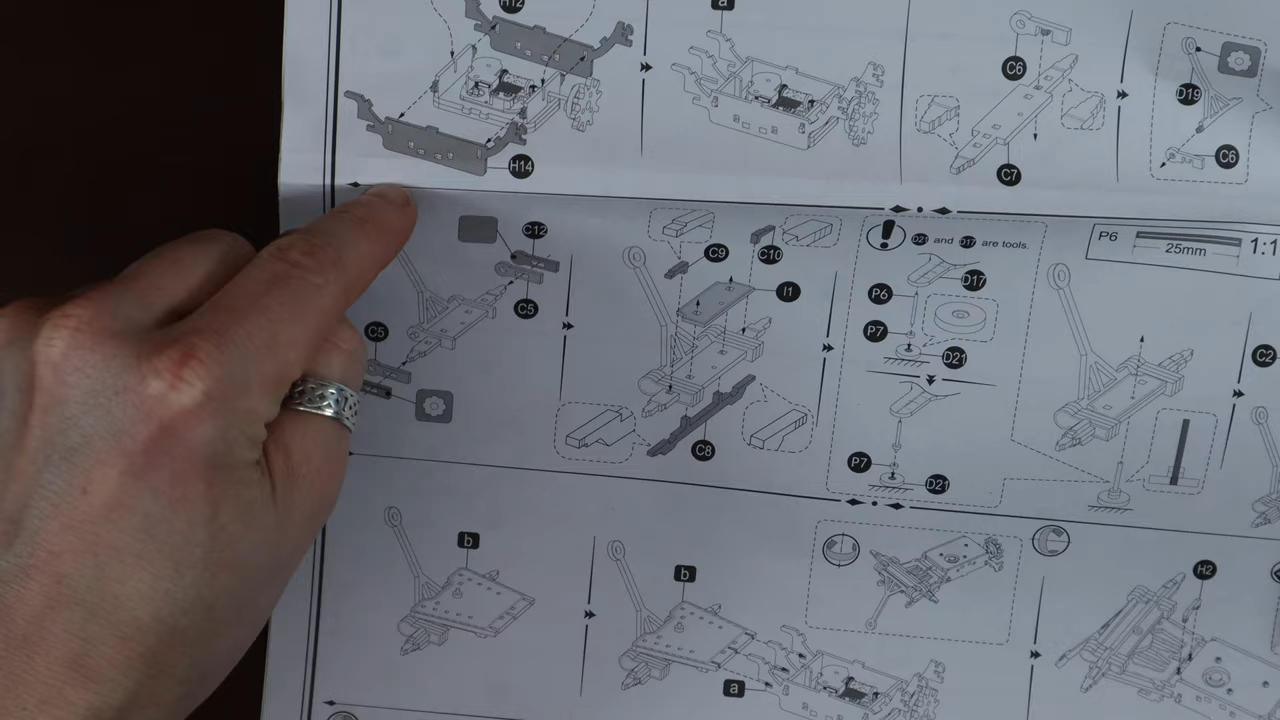 H12
a
C6
C7
D19
C6
H14
C12
C5
C5
C9
C10
I1
C8
D21 and D17 are tools.
D17
P6
P7
D21
P7
D21
P6
25mm
1:1
C2
b
b
a
H2